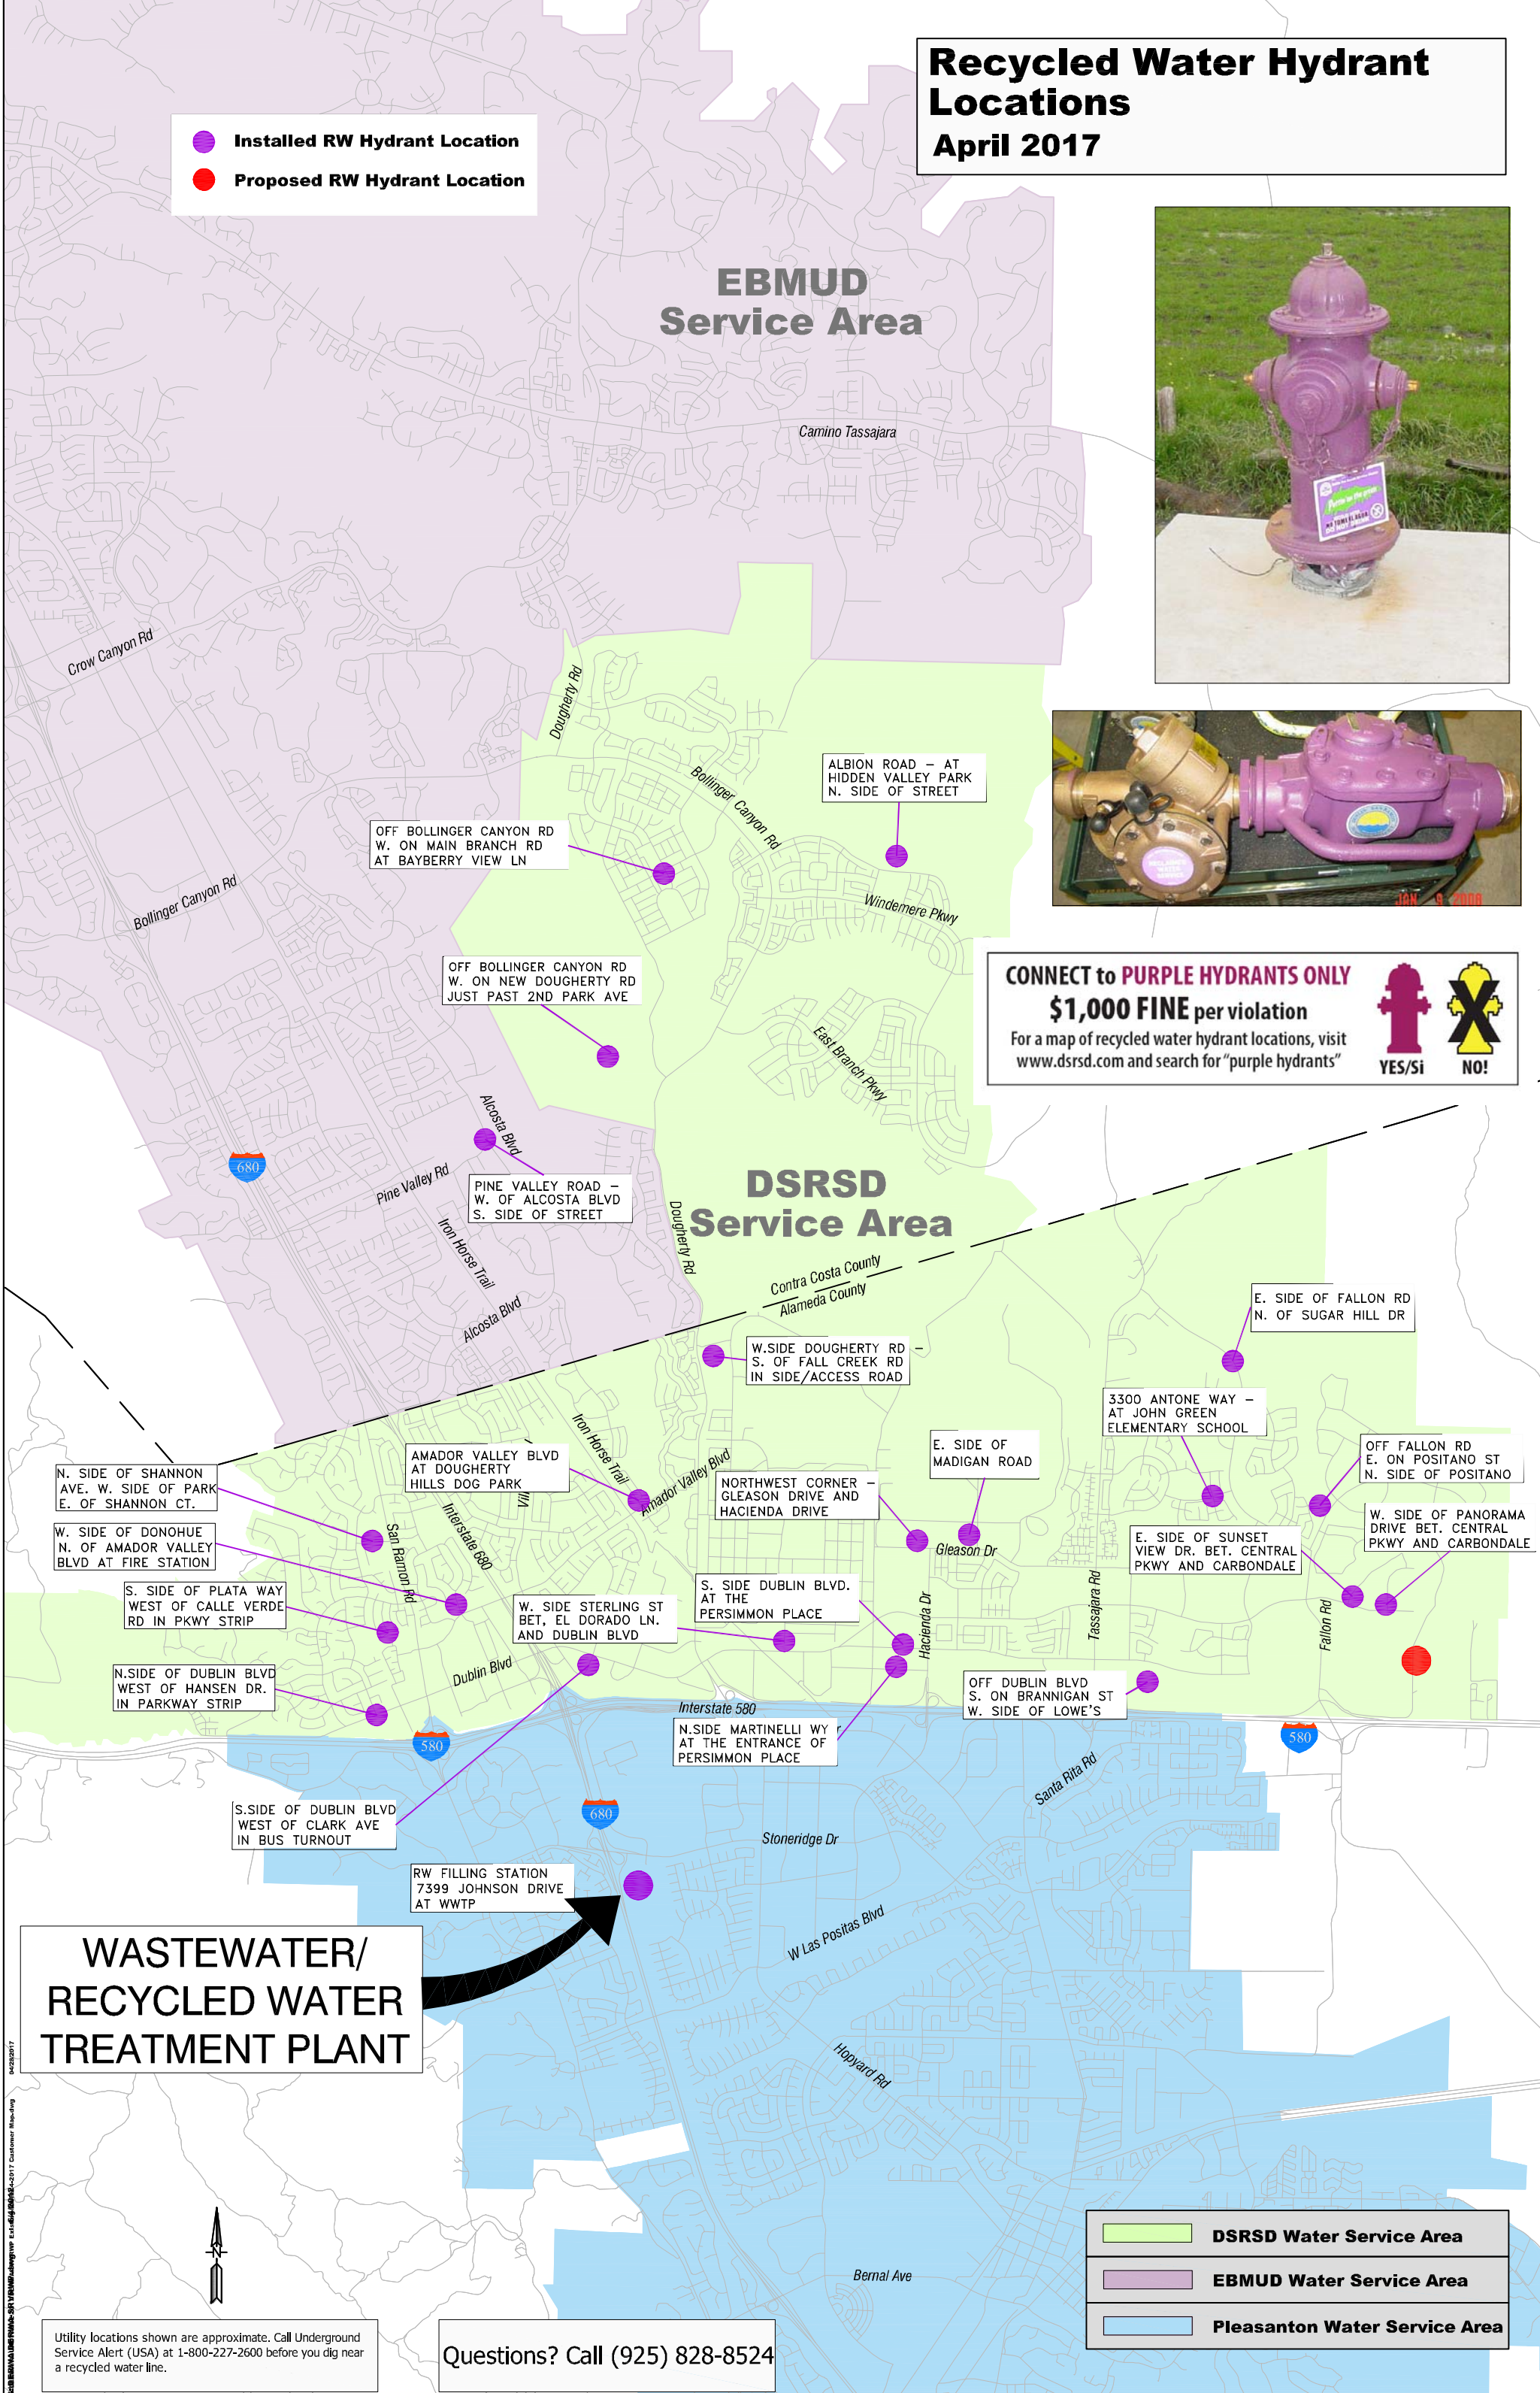 Recycled Water Hydrant
Locations
April 2017
Installed RW Hydrant Location
Proposed RW Hydrant Location
EBMUD
Service Area
Camino Tassajara
Crow Canyon Rd
Dougherty Rd
Bollinger Canyon Rd
ALBION ROAD – AT
HIDDEN VALLEY PARK
N. SIDE OF STREET
OFF BOLLINGER CANYON RD
W. ON MAIN BRANCH RD
AT BAYBERRY VIEW LN
Bollinger Canyon Rd
Windemere Pkwy
JAN 9 2008
OFF BOLLINGER CANYON RD
W. ON NEW DOUGHERTY RD
JUST PAST 2ND PARK AVE
CONNECT to PURPLE HYDRANTS ONLY
$1,000 FINE per violation
For a map of recycled water hydrant locations, visit
www.dsrsd.com and search for "purple hydrants"
YES/Si
NO!
East Branch Pkwy
Alcosta Blvd
680
Pine Valley Rd
PINE VALLEY ROAD –
W. OF ALCOSTA BLVD
S. SIDE OF STREET
DSRSD
Service Area
Dougherty Rd
Iron Horse Trail
Alcosta Blvd
Contra Costa County
Alameda County
E. SIDE OF FALLON RD
N. OF SUGAR HILL DR
W.SIDE DOUGHERTY RD –
S. OF FALL CREEK RD
IN SIDE/ACCESS ROAD
3300 ANTONE WAY –
AT JOHN GREEN
ELEMENTARY SCHOOL
Iron Horse Trail
AMADOR VALLEY BLVD
AT DOUGHERTY
HILLS DOG PARK
Amador Valley Blvd
E. SIDE OF
MADIGAN ROAD
OFF FALLON RD
E. ON POSITANO ST
N. SIDE OF POSITANO
N. SIDE OF SHANNON
AVE. W. SIDE OF PARK
E. OF SHANNON CT.
NORTHWEST CORNER –
GLEASON DRIVE AND
HACIENDA DRIVE
W. SIDE OF PANORAMA
DRIVE BET. CENTRAL
PKWY AND CARBONDALE
W. SIDE OF DONOHUE
N. OF AMADOR VALLEY
BLVD AT FIRE STATION
San Ramon Rd
Interstate 680
Gleason Dr
E. SIDE OF SUNSET
VIEW DR. BET. CENTRAL
PKWY AND CARBONDALE
S. SIDE OF PLATA WAY
WEST OF CALLE VERDE
RD IN PKWY STRIP
W. SIDE STERLING ST
BET, EL DORADO LN.
AND DUBLIN BLVD
S. SIDE DUBLIN BLVD.
AT THE
PERSIMMON PLACE
Hacienda Dr
Tassajara Rd
Fallon Rd
N.SIDE OF DUBLIN BLVD
WEST OF HANSEN DR.
IN PARKWAY STRIP
Dublin Blvd
OFF DUBLIN BLVD
S. ON BRANNIGAN ST
W. SIDE OF LOWE'S
Interstate 580
N.SIDE MARTINELLI WY
AT THE ENTRANCE OF
PERSIMMON PLACE
580
580
Santa Rita Rd
S.SIDE OF DUBLIN BLVD
WEST OF CLARK AVE
IN BUS TURNOUT
680
Stoneridge Dr
RW FILLING STATION
7399 JOHNSON DRIVE
AT WWTP
W Las Positas Blvd
WASTEWATER/
RECYCLED WATER
TREATMENT PLANT
Hopyard Rd
04/28/2017
N
Bernal Ave
DSRSD Water Service Area
EBMUD Water Service Area
Pleasanton Water Service Area
Utility locations shown are approximate. Call Underground
Service Alert (USA) at 1-800-227-2600 before you dig near
a recycled water line.
Questions? Call (925) 828-8524